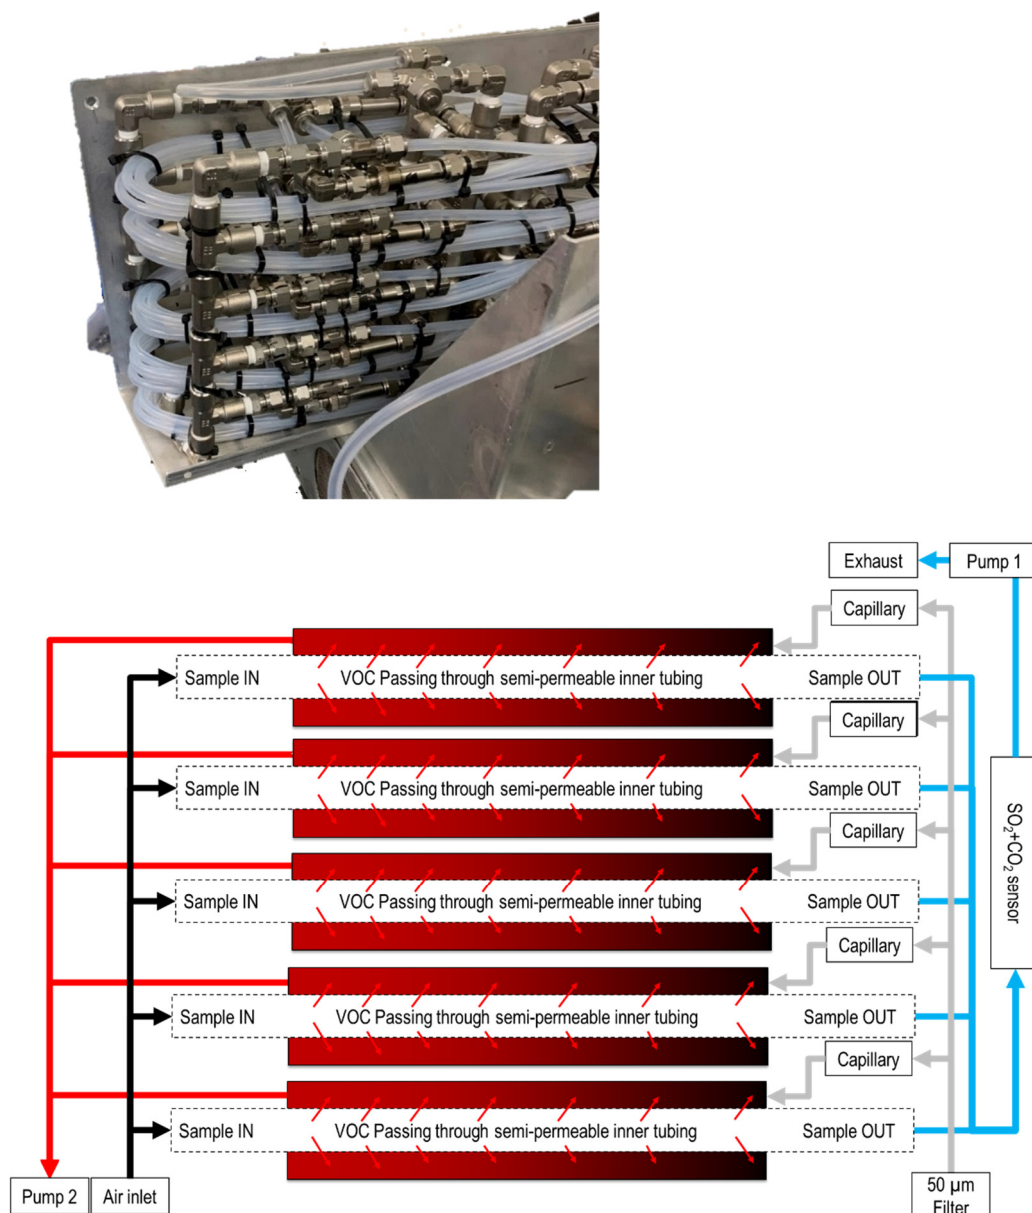 Exhaust
Pump 1
Capillary
Sample IN
VOC Passing through semi-permeable inner tubing
Sample OUT
Capillary
Sample IN
VOC Passing through semi-permeable inner tubing
Sample OUT
Capillary
SO₂+CO₂ sensor
Sample IN
VOC Passing through semi-permeable inner tubing
Sample OUT
Capillary
Sample IN
VOC Passing through semi-permeable inner tubing
Sample OUT
Capillary
Sample IN
VOC Passing through semi-permeable inner tubing
Sample OUT
Pump 2
Air inlet
50 µm
Filter